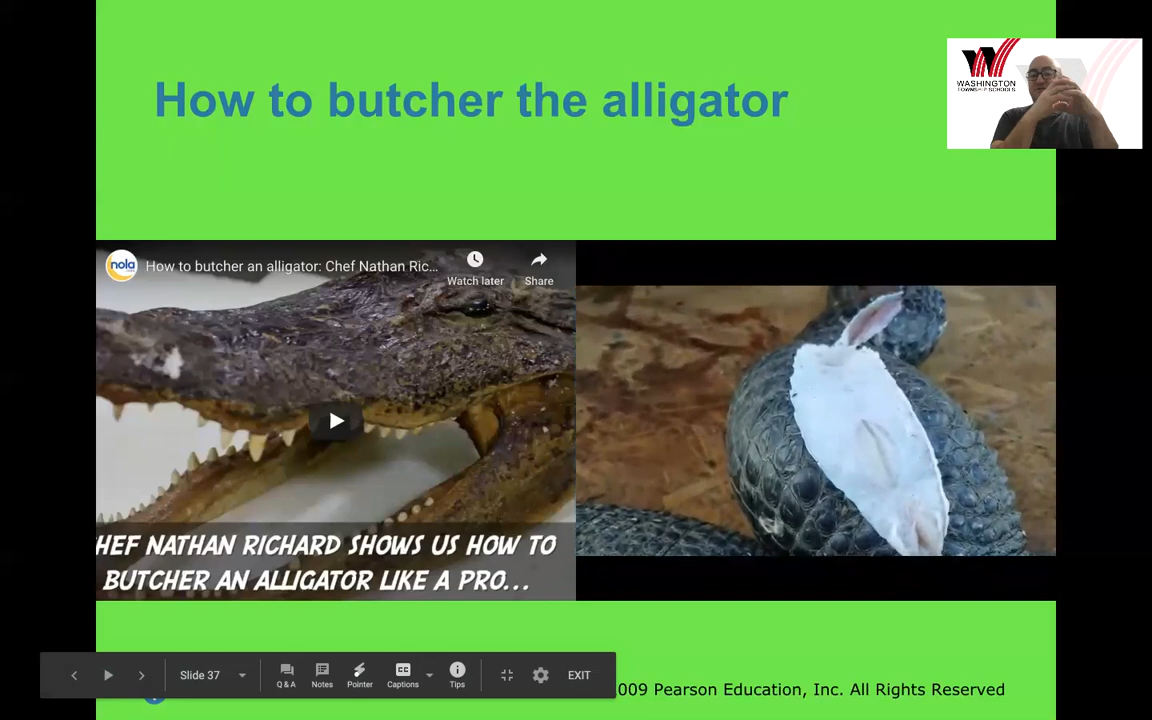 How to butcher the alligator
WASHINGTON
TOWNSHIP SCHOOLS
nola
How to butcher an alligator: Chef Nathan Ric...
Watch later
Share
HEF NATHAN RICHARD SHOWS US HOW TO
BUTCHER AN ALLIGATOR LIKE A PRO...
Slide 37
Q & A
Notes
Pointer
Captions
Tips
EXIT
009 Pearson Education, Inc. All Rights Reserved